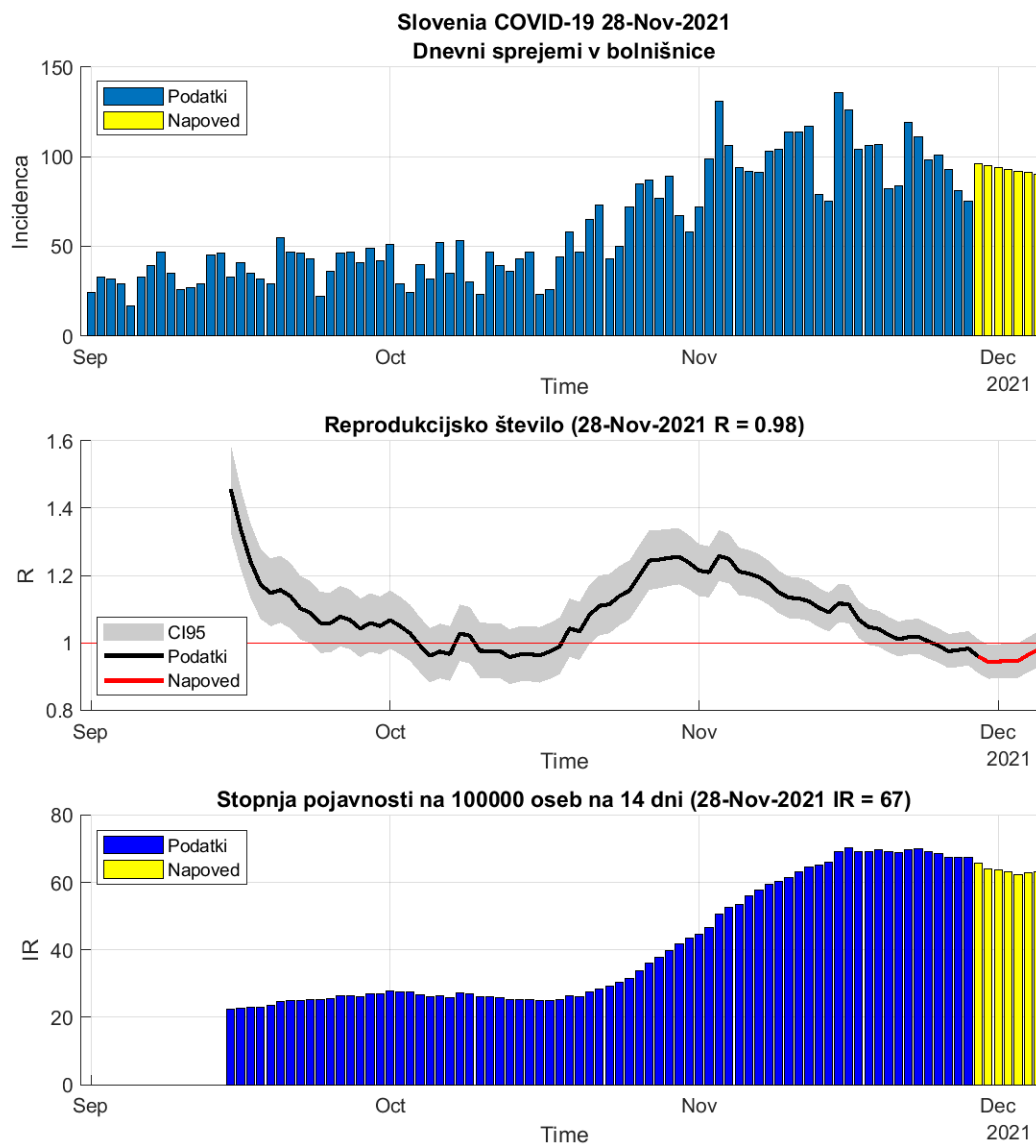 Slovenia COVID-19 28-Nov-2021
Dnevni sprejemi v bolnišnice
150
100
50
0
Incidenca
Podatki
Napoved
Sep
Oct
Nov
Dec
2021
Time
Reprodukcijsko število (28-Nov-2021 R = 0.98)
1.6
1.4
1.2
1
0.8
R
CI95
Podatki
Napoved
Sep
Oct
Nov
Dec
2021
Time
Stopnja pojavnosti na 100000 oseb na 14 dni (28-Nov-2021 IR = 67)
80
60
40
20
0
IR
Podatki
Napoved
Sep
Oct
Nov
Dec
2021
Time